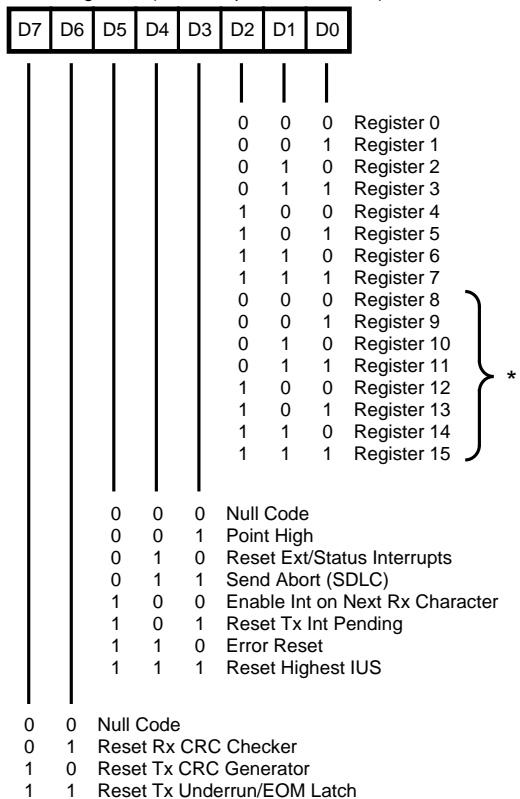 D7 D6 D5 D4 D3 D2 D1 D0
0 0 0 Register 0
0 0 1 Register 1
0 1 0 Register 2
0 1 1 Register 3
1 0 0 Register 4
1 0 1 Register 5
1 1 0 Register 6
1 1 1 Register 7
0 0 0 Register 8
0 0 1 Register 9
0 1 0 Register 10
0 1 1 Register 11
1 0 0 Register 12
1 0 1 Register 13
1 1 0 Register 14
1 1 1 Register 15
*
0 0 0 Null Code
0 0 1 Point High
0 1 0 Reset Ext/Status Interrupts
0 1 1 Send Abort (SDLC)
1 0 0 Enable Int on Next Rx Character
1 0 1 Reset Tx Int Pending
1 1 0 Error Reset
1 1 1 Reset Highest IUS
0 0 Null Code
0 1 Reset Rx CRC Checker
1 0 Reset Tx CRC Generator
1 1 Reset Tx Underrun/EOM Latch